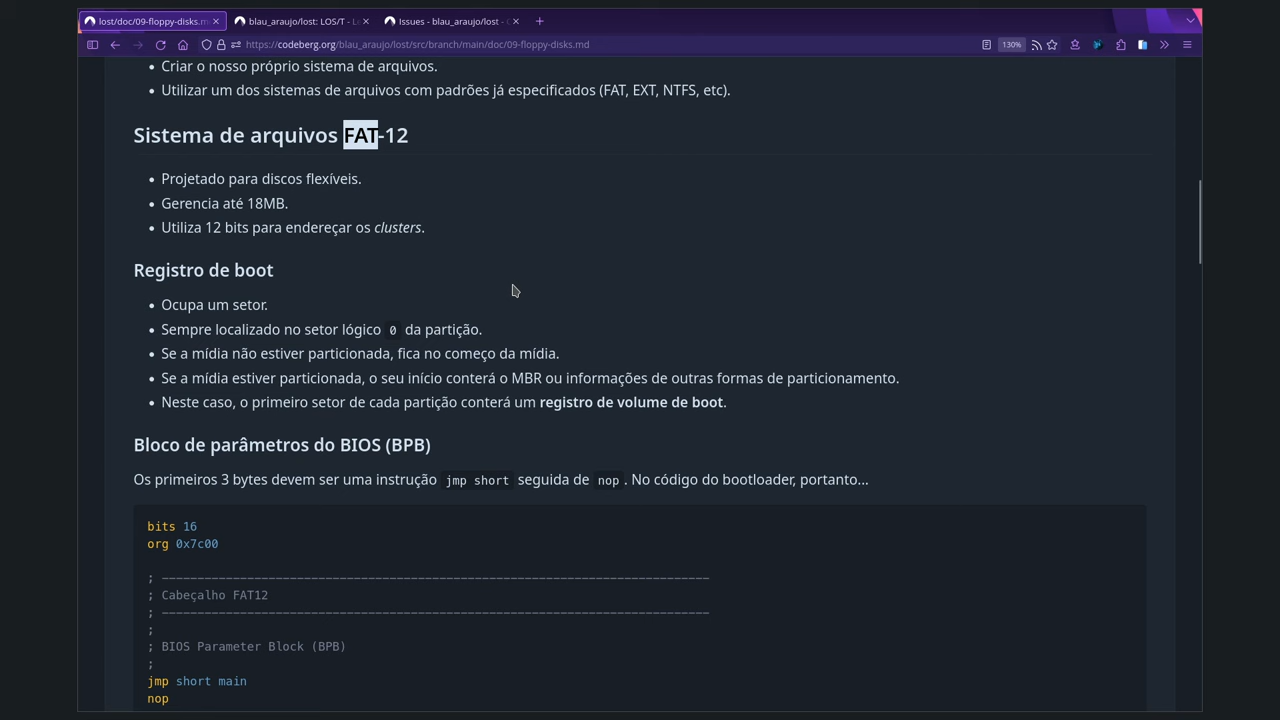 lost/doc/09-floppy-disks.m
blau_araujo/lost: LOS/T - L
Issues - blau_araujo/lost -
https://codeberg.org/blau_araujo/lost/src/branch/main/doc/09-floppy-disks.md
130%
• Criar o nosso próprio sistema de arquivos.
• Utilizar um dos sistemas de arquivos com padrões já especificados (FAT, EXT, NTFS, etc).
Sistema de arquivos FAT-12
• Projetado para discos flexíveis.
• Gerencia até 18MB.
• Utiliza 12 bits para endereçar os clusters.
Registro de boot
• Ocupa um setor.
• Sempre localizado no setor lógico 0 da partição.
• Se a mídia não estiver particionada, fica no começo da mídia.
• Se a mídia estiver particionada, o seu início conterá o MBR ou informações de outras formas de particionamento.
• Neste caso, o primeiro setor de cada partição conterá um registro de volume de boot.
Bloco de parâmetros do BIOS (BPB)
Os primeiros 3 bytes devem ser uma instrução jmp short seguida de nop. No código do bootloader, portanto...
bits 16
org 0x7c00
; -----------------------------------------------------------------------------
; Cabeçalho FAT12
; -----------------------------------------------------------------------------
;
; BIOS Parameter Block (BPB)
;
jmp short main
nop